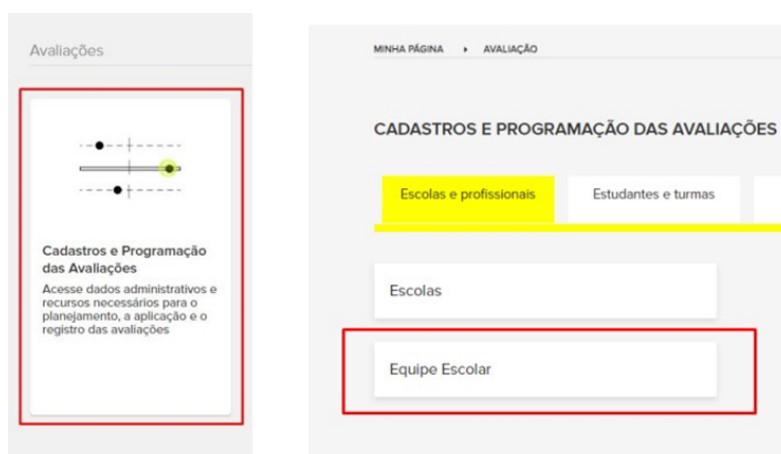 Avaliações
Cadastros e Programação
das Avaliações
Acesse dados administrativos e
recursos necessários para o
planejamento, a aplicação e o
registro das avaliações
MINHA PÁGINA ▸ AVALIAÇÃO
CADASTROS E PROGRAMAÇÃO DAS AVALIAÇÕES
Escolas e profissionais
Estudantes e turmas
Escolas
Equipe Escolar